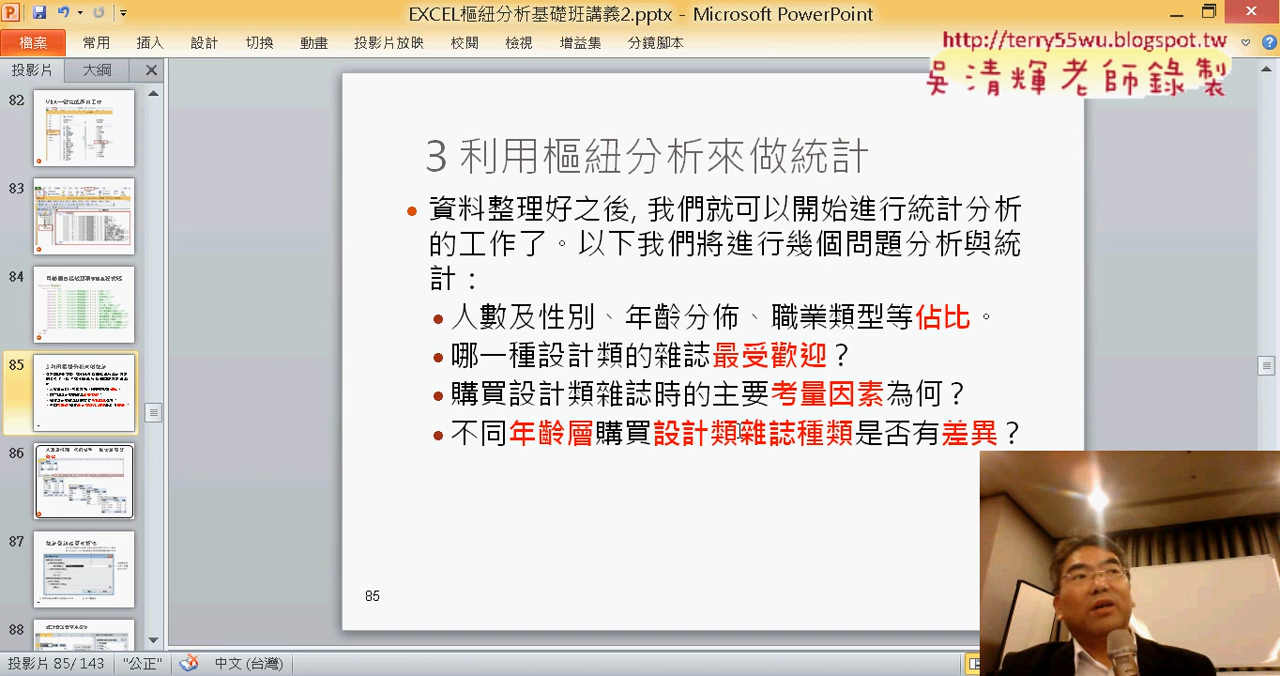 EXCEL樞紐分析基礎班講義2.pptx - Microsoft PowerPoint
檔案 常用 插入 設計 切換 動畫 投影片放映 校閱 檢視 增益集 分鏡腳本
http://terry55wu.blogspot.tw
吳清輝老師錄製
投影片 大綱
82
83
84
85
86
87
88
3 利用樞紐分析來做統計
資料整理好之後, 我們就可以開始進行統計分析
的工作了。以下我們將進行幾個問題分析與統
計：
人數及性別、年齡分佈、職業類型等佔比。
哪一種設計類的雜誌最受歡迎？
購買設計類雜誌時的主要考量因素為何？
不同年齡層購買設計類雜誌種類是否有差異？
85
投影片 85/ 143 "公正" 中文 (台灣)